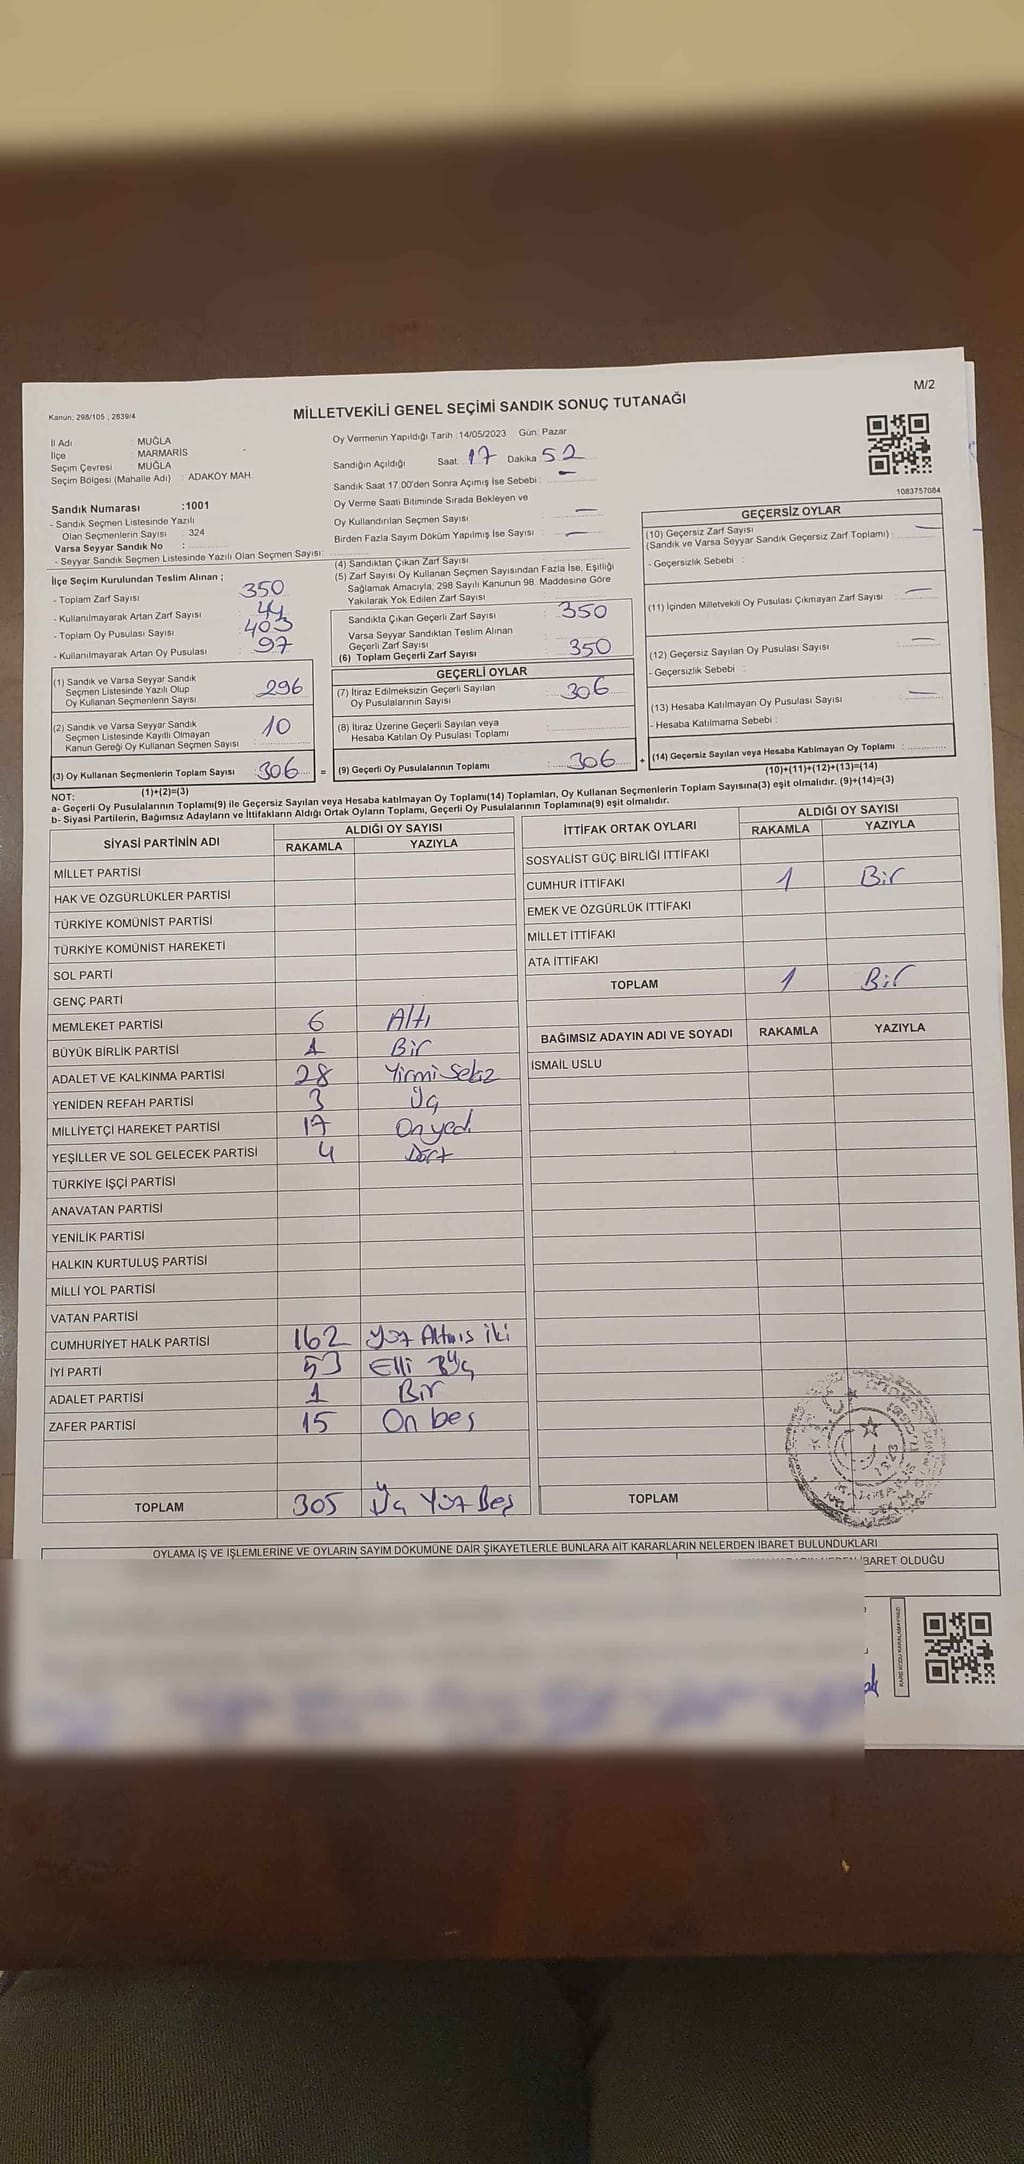 M/2
Kanun; 298/105 , 2839/4
MİLLETVEKİLİ GENEL SEÇİMİ SANDIK SONUÇ TUTANAĞI
İl Adı : MUĞLA
İlçe : MARMARİS
Seçim Çevresi : MUĞLA
Seçim Bölgesi (Mahalle Adı) : ADAKÖY MAH.
Sandık Numarası :1001
- Sandık Seçmen Listesinde Yazılı
Olan Seçmenlerin Sayısı : 324
Varsa Seyyar Sandık No :
- Seyyar Sandık Seçmen Listesinde Yazılı Olan Seçmen Sayısı:
Oy Vermenin Yapıldığı Tarih :14/05/2023 Gün: Pazar
Sandığın Açıldığı Saat: 17 Dakika: 52
Sandık Saat 17.00'den Sonra Açımış İse Sebebi : —
Oy Verme Saati Bitiminde Sırada Bekleyen ve
Oy Kullandırılan Seçmen Sayısı : —
Birden Fazla Sayım Döküm Yapılmış İse Sayısı : —
1083757084
İlçe Seçim Kurulundan Teslim Alınan ;
- Toplam Zarf Sayısı : 350
- Kullanılmayarak Artan Zarf Sayısı : 44
- Toplam Oy Pusulası Sayısı : 403
- Kullanılmayarak Artan Oy Pusulası : 97
(1) Sandık ve Varsa Seyyar Sandık
Seçmen Listesinde Yazılı Olup
Oy Kullanan Seçmenlerin Sayısı : 296
(2) Sandık ve Varsa Seyyar Sandık
Seçmen Listesinde Kayıtlı Olmayan
Kanun Gereği Oy Kullanan Seçmen Sayısı : 10
(3) Oy Kullanan Seçmenlerin Toplam Sayısı : 306 =
(1)+(2)=(3)
(4) Sandıktan Çıkan Zarf Sayısı :
(5) Zarf Sayısı Oy Kullanan Seçmen Sayısından Fazla İse, Eşitliği
Sağlamak Amacıyla; 298 Sayılı Kanunun 98. Maddesine Göre
Yakılarak Yok Edilen Zarf Sayısı :
Sandıkta Çıkan Geçerli Zarf Sayısı : 350
Varsa Seyyar Sandıktan Teslim Alınan
Geçerli Zarf Sayısı :
(6) Toplam Geçerli Zarf Sayısı : 350
GEÇERLİ OYLAR
(7) İtiraz Edilmeksizin Geçerli Sayılan
Oy Pusulalarının Sayısı : 306
(8) İtiraz Üzerine Geçerli Sayılan veya
Hesaba Katılan Oy Pusulası Toplamı :
(9) Geçerli Oy Pusulalarının Toplamı : 306 +
GEÇERSİZ OYLAR
(10) Geçersiz Zarf Sayısı
(Sandık ve Varsa Seyyar Sandık Geçersiz Zarf Toplamı) : —
- Geçersizlik Sebebi :
(11) İçinden Milletvekili Oy Pusulası Çıkmayan Zarf Sayısı : —
(12) Geçersiz Sayılan Oy Pusulası Sayısı : —
- Geçersizlik Sebebi :
(13) Hesaba Katılmayan Oy Pusulası Sayısı : —
- Hesaba Katılmama Sebebi :
(14) Geçersiz Sayılan veya Hesaba Katılmayan Oy Toplamı :
(10)+(11)+(12)+(13)=(14)
NOT:
a- Geçerli Oy Pusulalarının Toplamı(9) ile Geçersiz Sayılan veya Hesaba katılmayan Oy Toplamı(14) Toplamları, Oy Kullanan Seçmenlerin Toplam Sayısına(3) eşit olmalıdır. (9)+(14)=(3)
b- Siyasi Partilerin, Bağımsız Adayların ve İttifakların Aldığı Ortak Oyların Toplamı, Geçerli Oy Pusulalarının Toplamına(9) eşit olmalıdır.
SİYASİ PARTİNİN ADI ALDIĞI OY SAYISI
RAKAMLA YAZIYLA
MİLLET PARTİSİ
HAK VE ÖZGÜRLÜKLER PARTİSİ
TÜRKİYE KOMÜNİST PARTİSİ
TÜRKİYE KOMÜNİST HAREKETİ
SOL PARTİ
GENÇ PARTİ
MEMLEKET PARTİSİ 6 Altı
BÜYÜK BİRLİK PARTİSİ 1 Bir
ADALET VE KALKINMA PARTİSİ 28 Yirmi Sekiz
YENİDEN REFAH PARTİSİ 3 Üç
MİLLİYETÇİ HAREKET PARTİSİ 17 Onyedi
YEŞİLLER VE SOL GELECEK PARTİSİ 4 Dört
TÜRKİYE İŞÇİ PARTİSİ
ANAVATAN PARTİSİ
YENİLİK PARTİSİ
HALKIN KURTULUŞ PARTİSİ
MİLLİ YOL PARTİSİ
VATAN PARTİSİ
CUMHURİYET HALK PARTİSİ 162 Yüz Altmış iki
İYİ PARTİ 53 Elli Üç
ADALET PARTİSİ 1 Bir
ZAFER PARTİSİ 15 On beş
TOPLAM 305 Üç Yüz Beş
İTTİFAK ORTAK OYLARI ALDIĞI OY SAYISI
RAKAMLA YAZIYLA
SOSYALİST GÜÇ BİRLİĞİ İTTİFAKI
CUMHUR İTTİFAKI 1 Bir
EMEK VE ÖZGÜRLÜK İTTİFAKI
MİLLET İTTİFAKI
ATA İTTİFAKI
TOPLAM 1 Bir
BAĞIMSIZ ADAYIN ADI VE SOYADI RAKAMLA YAZIYLA
İSMAİL USLU
TOPLAM
OYLAMA İŞ VE İŞLEMLERİNE VE OYLARIN SAYIM DÖKÜMÜNE DAİR ŞİKAYETLERLE BUNLARA AİT KARARLARIN NELERDEN İBARET BULUNDUKLARI
İBARET OLDUĞU
KARE KODU KARALAMAYINIZ!